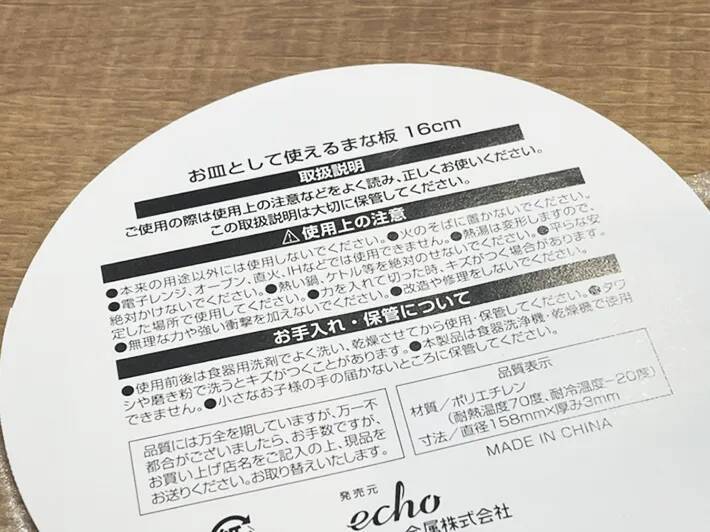 お皿として使えるまな板 16cm
取扱説明
ご使用の際は使用上の注意などをよく読み、正しくお使いください。
この取扱説明は大切に保管してください。
⚠使用上の注意
●本来の用途以外には使用しないでください。●火のそばに置かないでください。
●電子レンジ、オーブン、直火、IHなどでは使用できません。●熱湯は変形しますので、
絶対かけないでください。●熱い鍋、ケトル等を絶対のせないでください。●平らな安
定した場所で使用してください。●力を入れて切った時、キズがつく場合があります。
●無理な力や強い衝撃を加えないでください。●改造や修理をしないでください。
お手入れ・保管について
●使用前後は食器用洗剤でよく洗い、乾燥させてから使用・保管してください。 タワ
シや磨き粉で洗うとキズがつくことがあります。●本製品は食器洗浄機・乾燥機で使用
できません。●小さなお子様の手の届かないところに保管してください。
品質には万全を期していますが、万一不
都合がございましたら、お手数ですが、
お買い上げ店名をご記入の上、現品を
お送りください。お取り替えいたします。
品質表示
材質/ポリエチレン
(耐熱温度70度、耐冷温度-20度)
寸法/直径158mm×厚み3mm
MADE IN CHINA
発売元
echo
金属株式会社